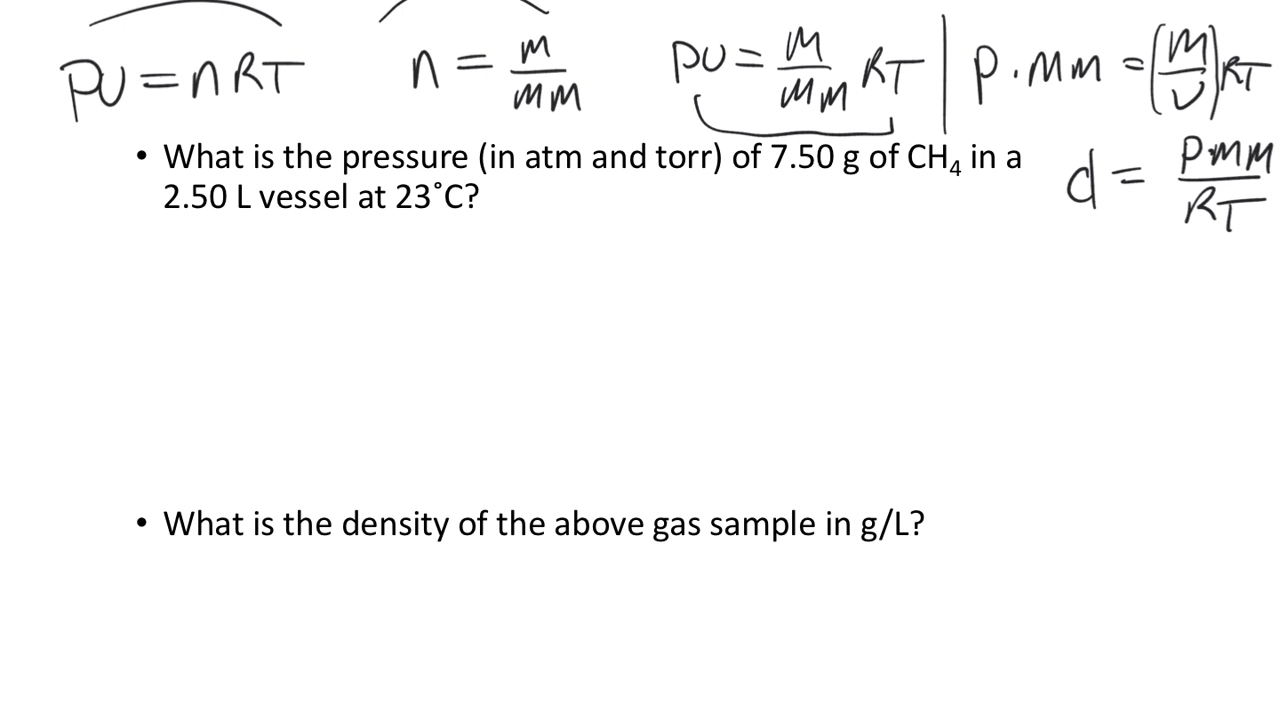 PV = nRT n = m/MM PV = m/MM RT | P · MM = (m/V) RT
• What is the pressure (in atm and torr) of 7.50 g of CH₄ in a
2.50 L vessel at 23˚C?
d = P·MM/RT
• What is the density of the above gas sample in g/L?